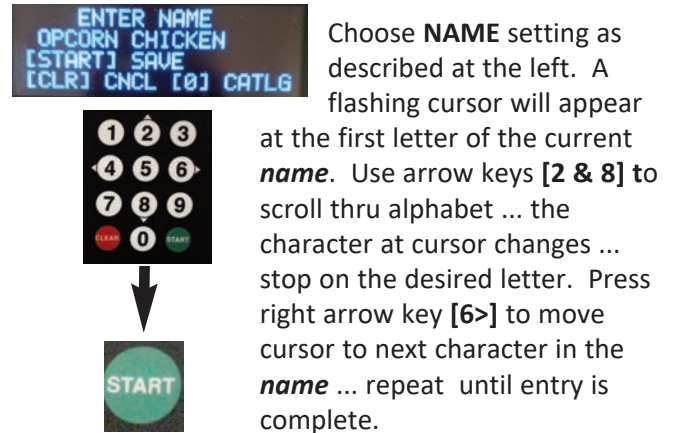 ENTER NAME
OPCORN CHICKEN
[START] SAVE
[CLR] CNCL [0] CATLG
Choose NAME setting as
described at the left. A
flashing cursor will appear
at the first letter of the current
name. Use arrow keys [2 & 8] to
scroll thru alphabet ... the
character at cursor changes ...
stop on the desired letter. Press
right arrow key [6>] to move
cursor to next character in the
name ... repeat until entry is
complete.
1 2 3
4 5 6
7 8 9
CLEAR 0 START
START